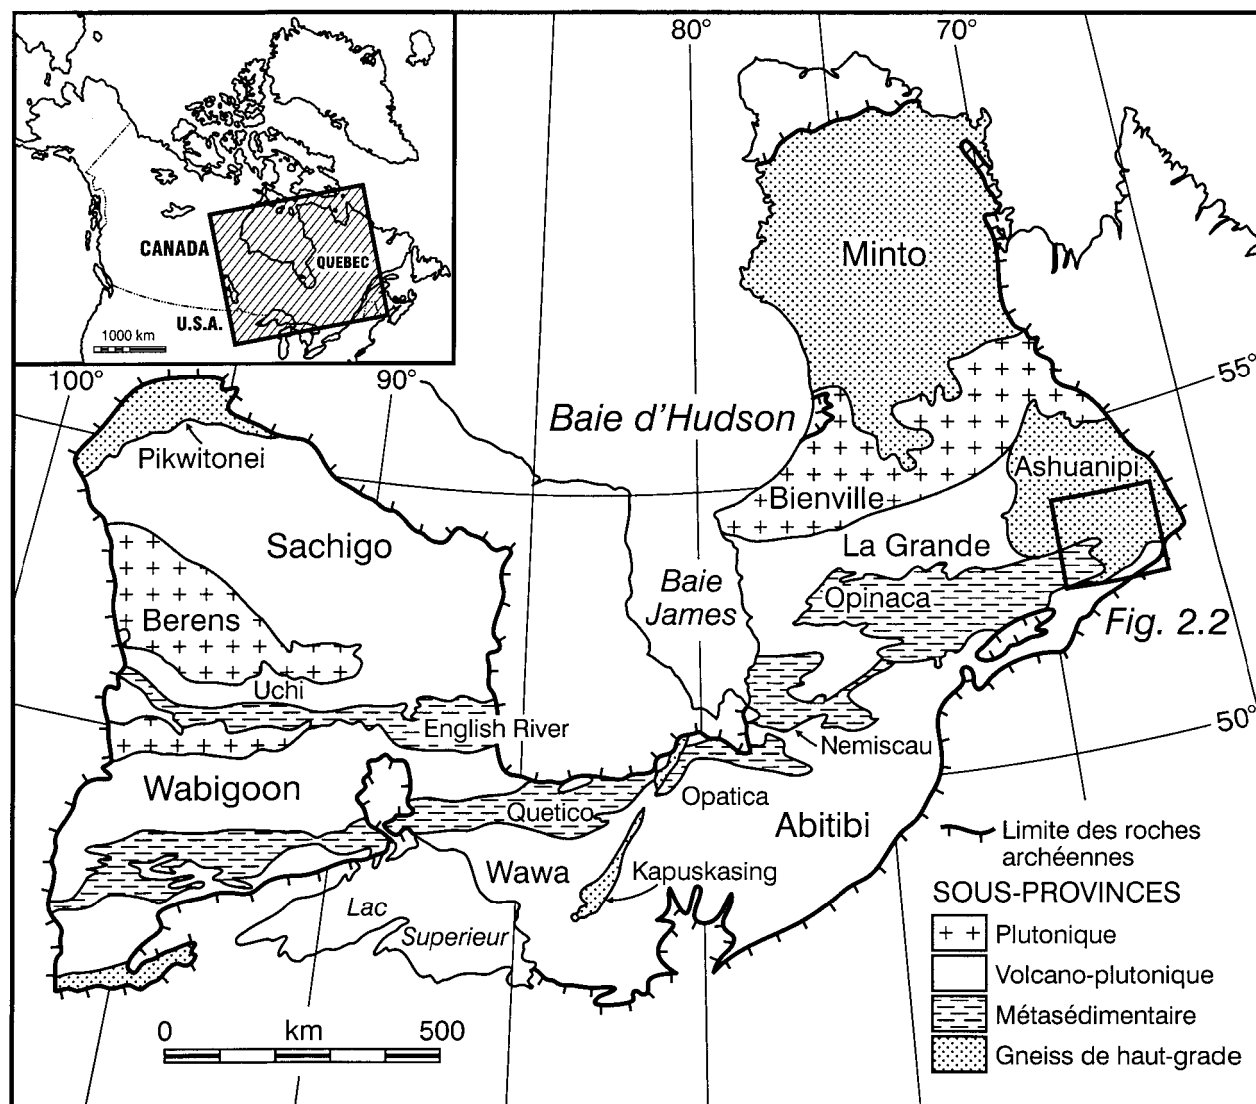 80°
70°
CANADA
QUEBEC
U.S.A.
1000 km
Minto
100°
90°
55°
Baie d'Hudson
Pikwitonei
Ashuanipi
Bienville
Sachigo
La Grande
Baie
James
Opinaca
Berens
Fig. 2.2
Uchi
English River
Nemiscau
50°
Wabigoon
Opatica
Quetico
Abitibi
Limite des roches
archéennes
Wawa
Kapuskasing
SOUS-PROVINCES
Lac
Superieur
Plutonique
Volcano-plutonique
Métasédimentaire
Gneiss de haut-grade
0 km 500